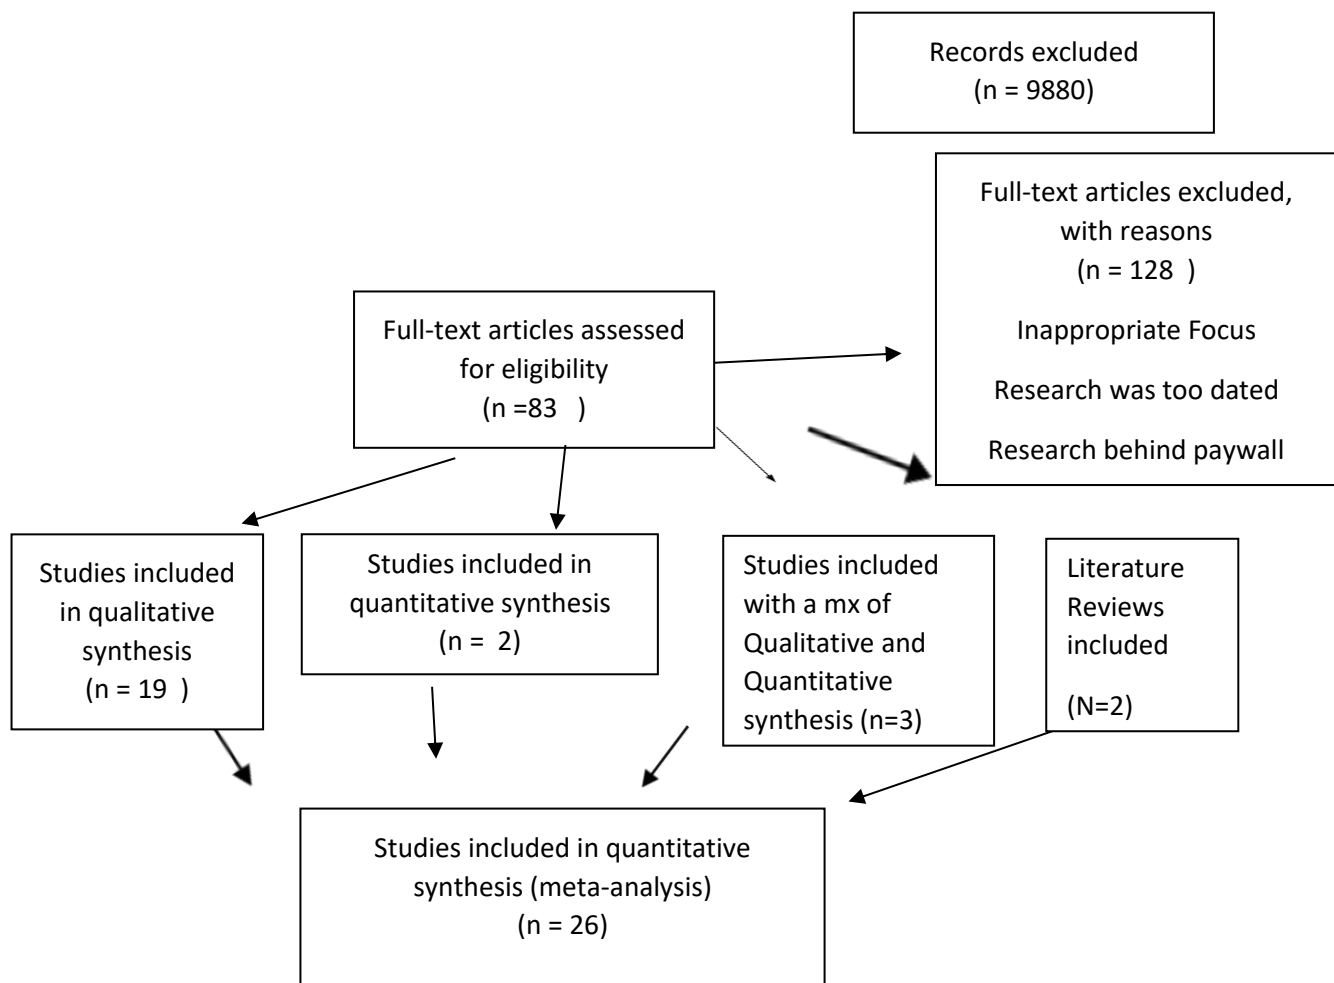 Records excluded
(n = 9880)
Full-text articles excluded,
with reasons
(n = 128  )
Inappropriate Focus
Research was too dated
Research behind paywall
Full-text articles assessed
for eligibility
(n =83   )
Studies included
in qualitative
synthesis
(n = 19  )
Studies included in
quantitative synthesis
(n =  2)
Studies included
with a mx of
Qualitative and
Quantitative
synthesis (n=3)
Literature
Reviews
included
(N=2)
Studies included in quantitative
synthesis (meta-analysis)
(n = 26)